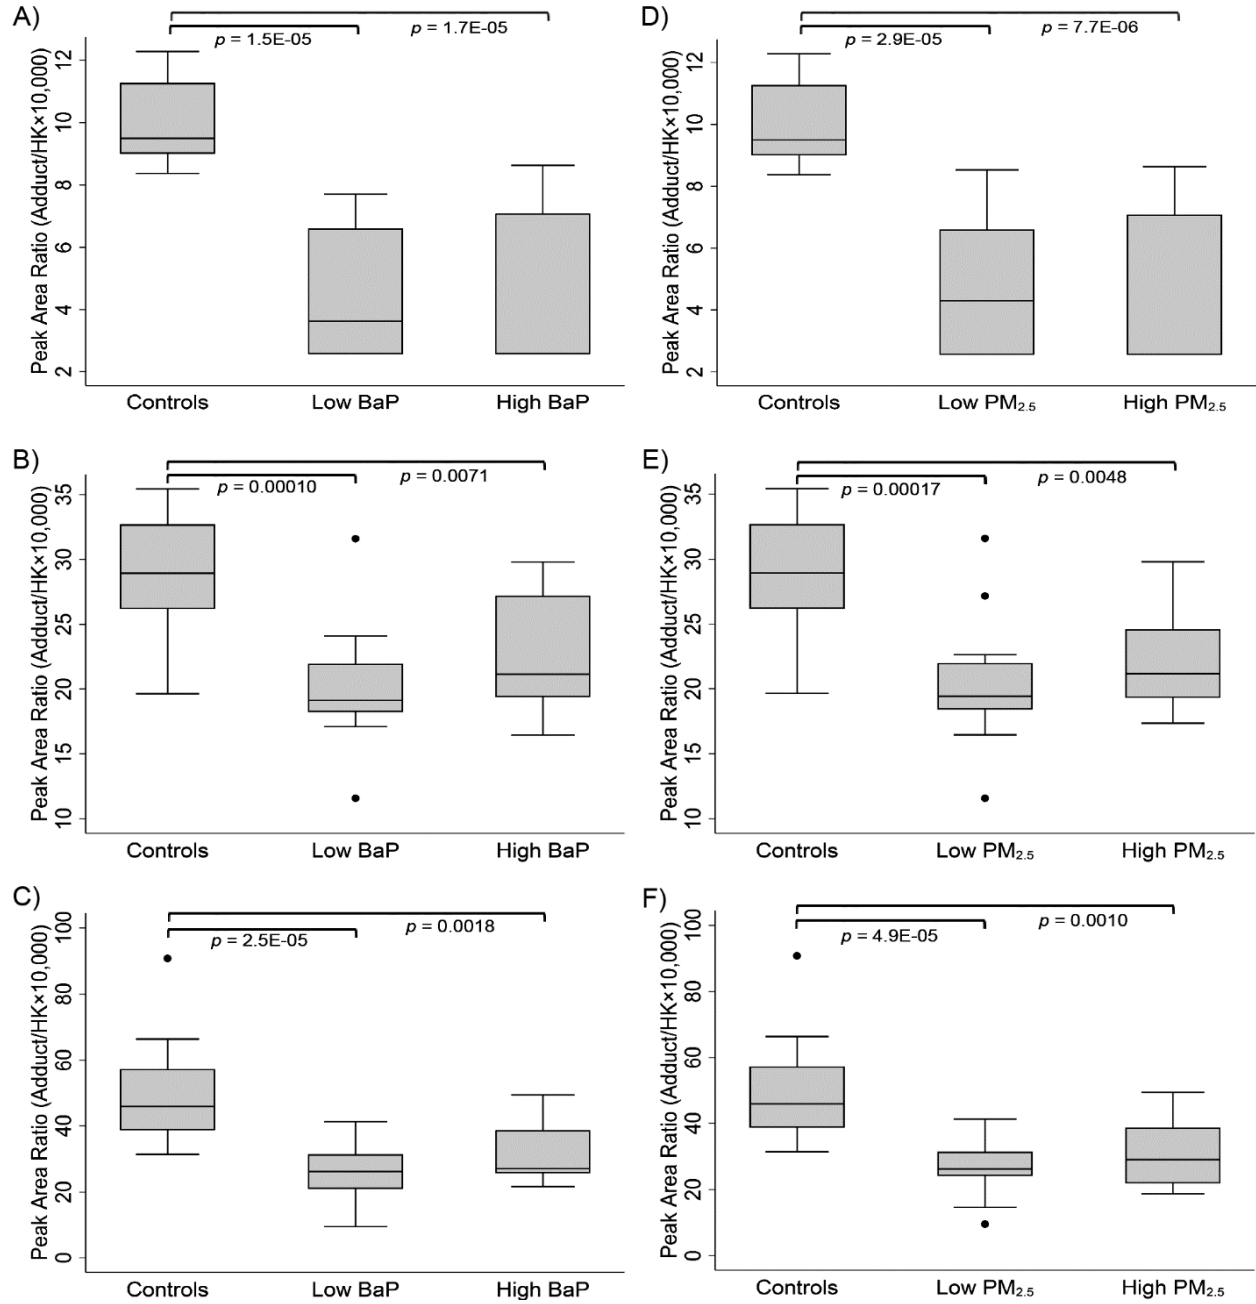 A)
p = 1.7E-05
p = 1.5E-05
Peak Area Ratio (Adduct/HK×10,000)
12
10
8
6
4
2
Controls Low BaP High BaP
D)
p = 7.7E-06
p = 2.9E-05
Peak Area Ratio (Adduct/HK×10,000)
12
10
8
6
4
2
Controls Low PM2.5 High PM2.5
B)
p = 0.0071
p = 0.00010
Peak Area Ratio (Adduct/HK×10,000)
35
30
25
20
15
10
Controls Low BaP High BaP
E)
p = 0.0048
p = 0.00017
Peak Area Ratio (Adduct/HK×10,000)
35
30
25
20
15
10
Controls Low PM2.5 High PM2.5
C)
p = 0.0018
p = 2.5E-05
Peak Area Ratio (Adduct/HK×10,000)
100
80
60
40
20
0
Controls Low BaP High BaP
F)
p = 0.0010
p = 4.9E-05
Peak Area Ratio (Adduct/HK×10,000)
100
80
60
40
20
0
Controls Low PM2.5 High PM2.5